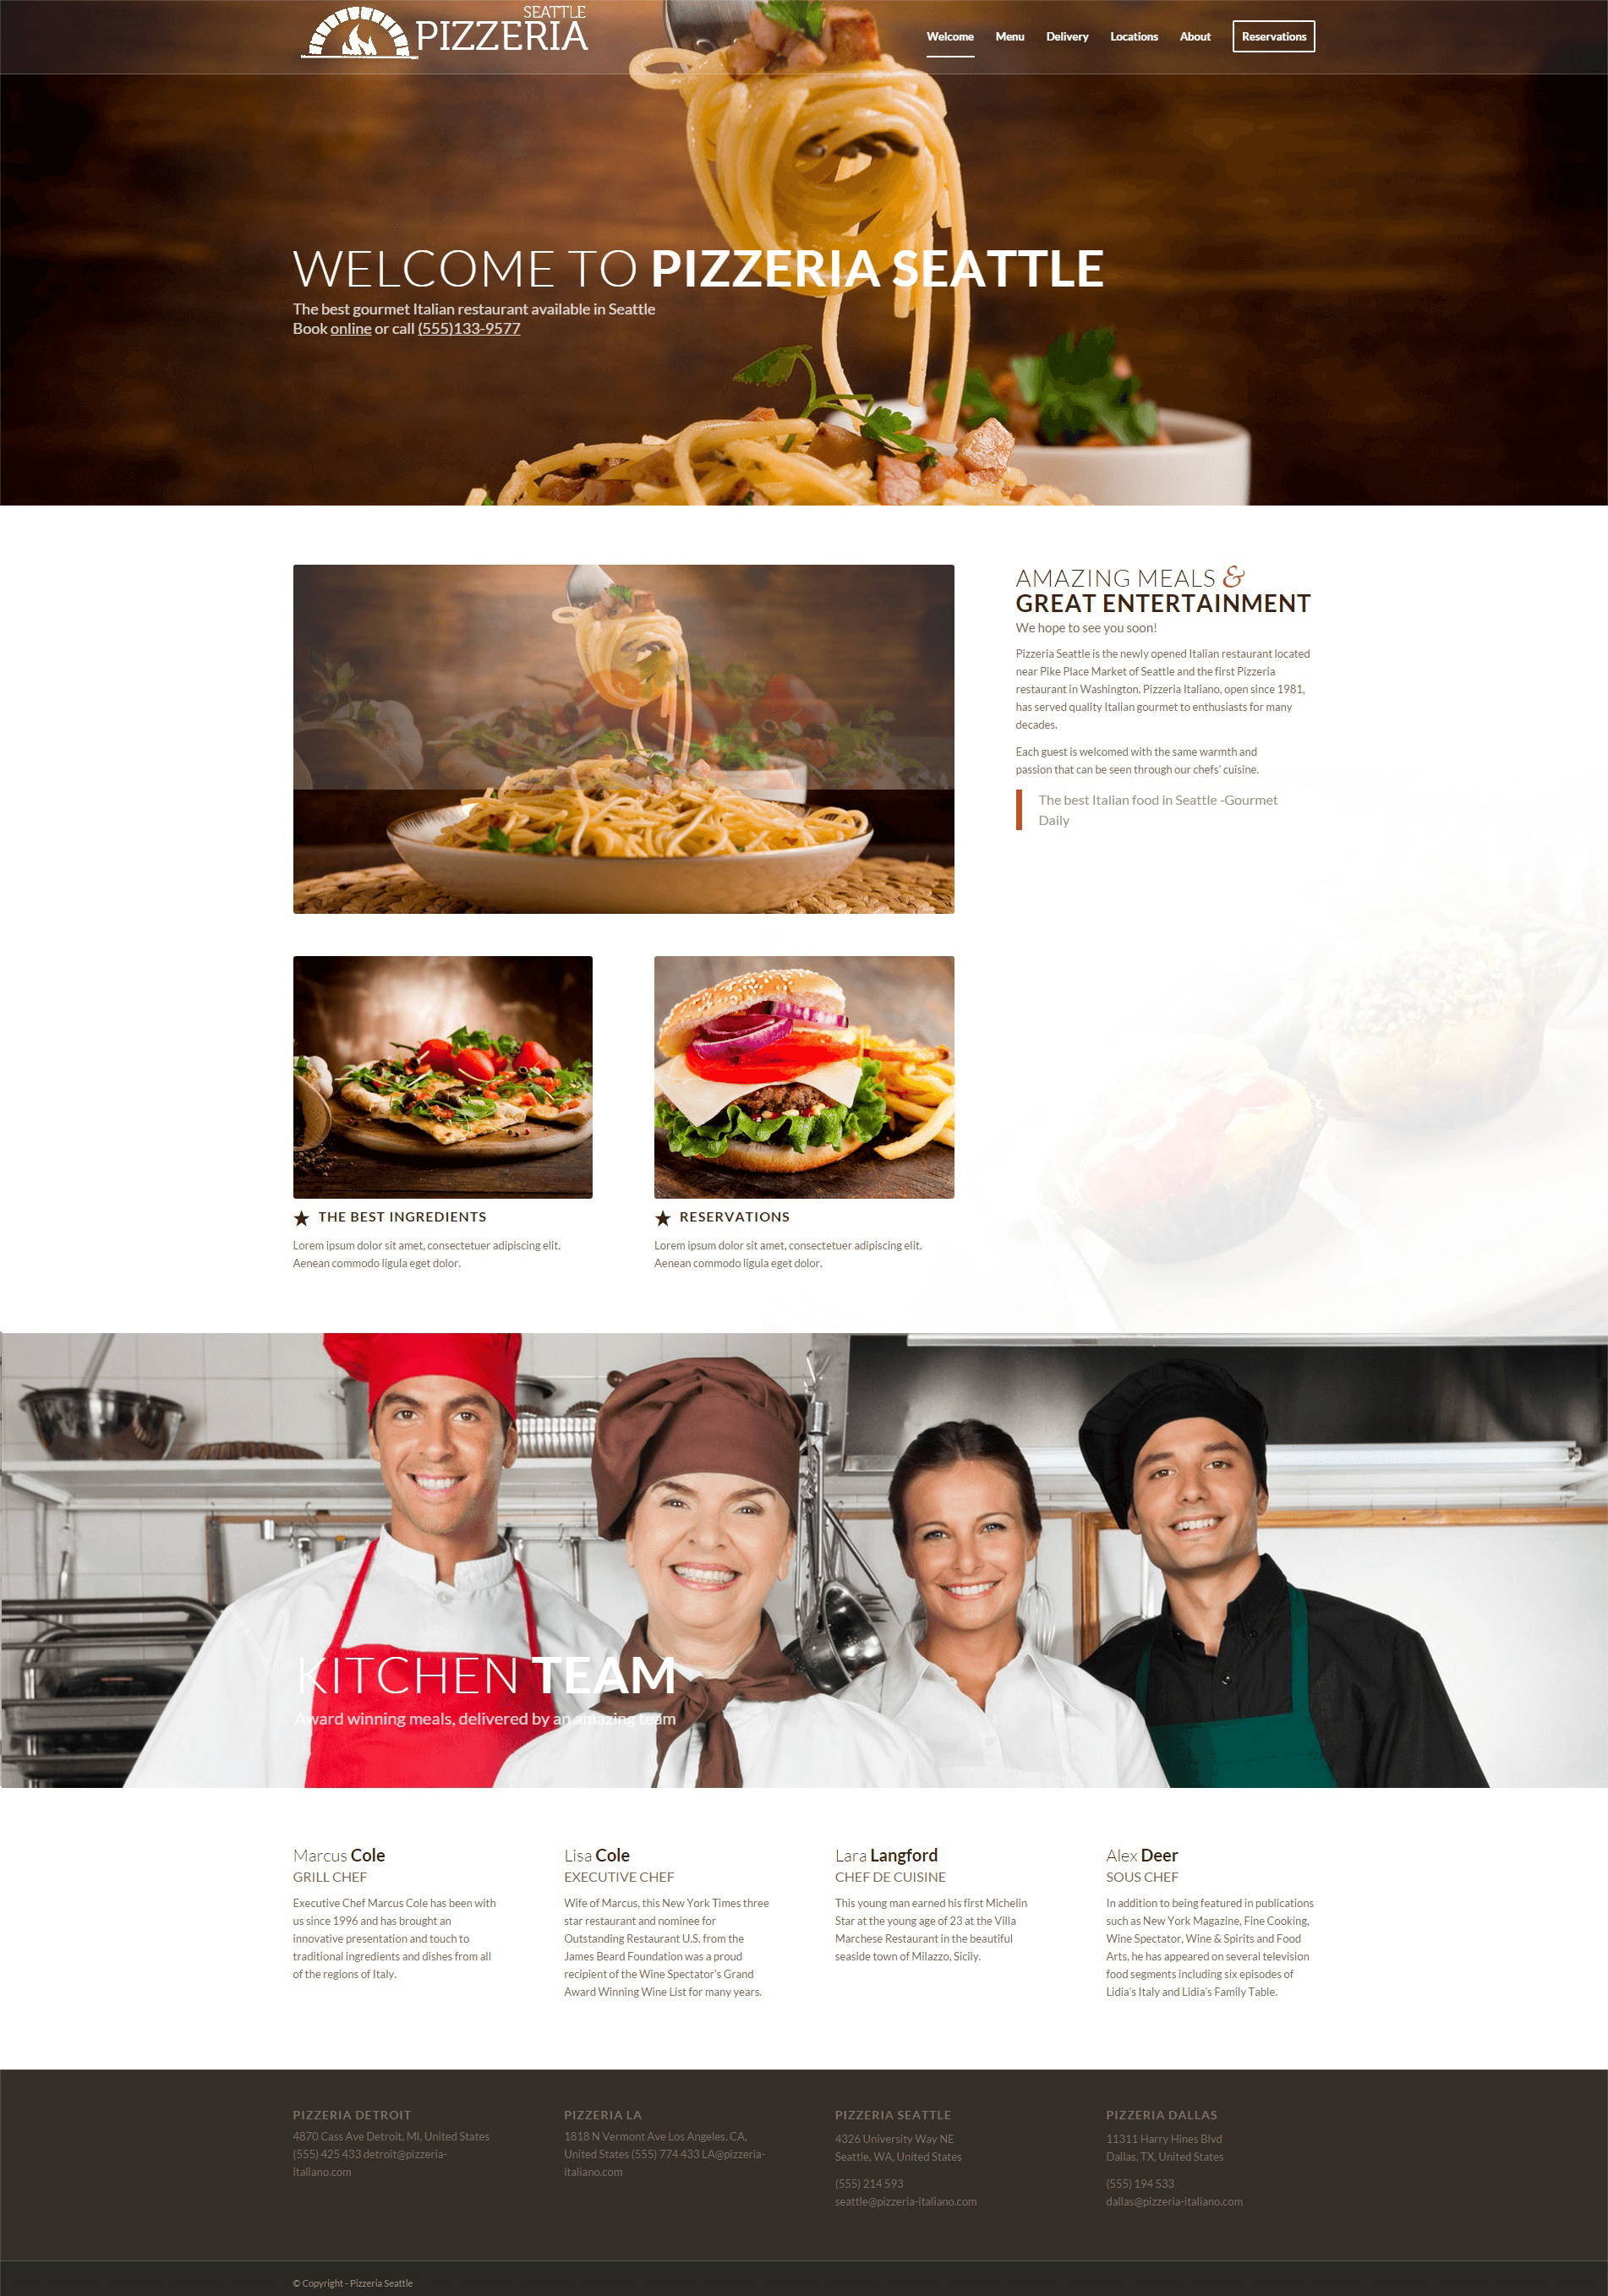 SEATTLE
PIZZERIA
Welcome
Menu
Delivery
Locations
About
Reservations
WELCOME TO PIZZERIA SEATTLE
The best gourmet Italian restaurant available in Seattle
Book online or call (555)133-9577
AMAZING MEALS &
GREAT ENTERTAINMENT
We hope to see you soon!
Pizzeria Seattle is the newly opened Italian restaurant located
near Pike Place Market of Seattle and the first Pizzeria
restaurant in Washington. Pizzeria Italiano, open since 1981,
has served quality Italian gourmet to enthusiasts for many
decades.
Each guest is welcomed with the same warmth and
passion that can be seen through our chefs' cuisine.
The best Italian food in Seattle -Gourmet
Daily
THE BEST INGREDIENTS
Lorem ipsum dolor sit amet, consectetuer adipiscing elit.
Aenean commodo ligula eget dolor.
RESERVATIONS
Lorem ipsum dolor sit amet, consectetuer adipiscing elit.
Aenean commodo ligula eget dolor.
KITCHEN TEAM
Award winning meals, delivered by an amazing team
Marcus Cole
GRILL CHEF
Executive Chef Marcus Cole has been with
us since 1996 and has brought an
innovative presentation and touch to
traditional ingredients and dishes from all
of the regions of Italy.
Lisa Cole
EXECUTIVE CHEF
Wife of Marcus, this New York Times three
star restaurant and nominee for
Outstanding Restaurant U.S. from the
James Beard Foundation was a proud
recipient of the Wine Spectator's Grand
Award Winning Wine List for many years.
Lara Langford
CHEF DE CUISINE
This young man earned his first Michelin
Star at the young age of 23 at the Villa
Marchese Restaurant in the beautiful
seaside town of Milazzo, Sicily.
Alex Deer
SOUS CHEF
In addition to being featured in publications
such as New York Magazine, Fine Cooking,
Wine Spectator, Wine & Spirits and Food
Arts, he has appeared on several television
food segments including six episodes of
Lidia's Italy and Lidia's Family Table.
PIZZERIA DETROIT
4870 Cass Ave Detroit, MI, United States
(555) 425 433 detroit@pizzeria-
italiano.com
PIZZERIA LA
1818 N Vermont Ave Los Angeles, CA,
United States (555) 774 433 LA@pizzeria-
italiano.com
PIZZERIA SEATTLE
4326 University Way NE
Seattle, WA, United States
(555) 214 593
seattle@pizzeria-italiano.com
PIZZERIA DALLAS
11311 Harry Hines Blvd
Dallas, TX, United States
(555) 194 533
dallas@pizzeria-italiano.com
© Copyright - Pizzeria Seattle